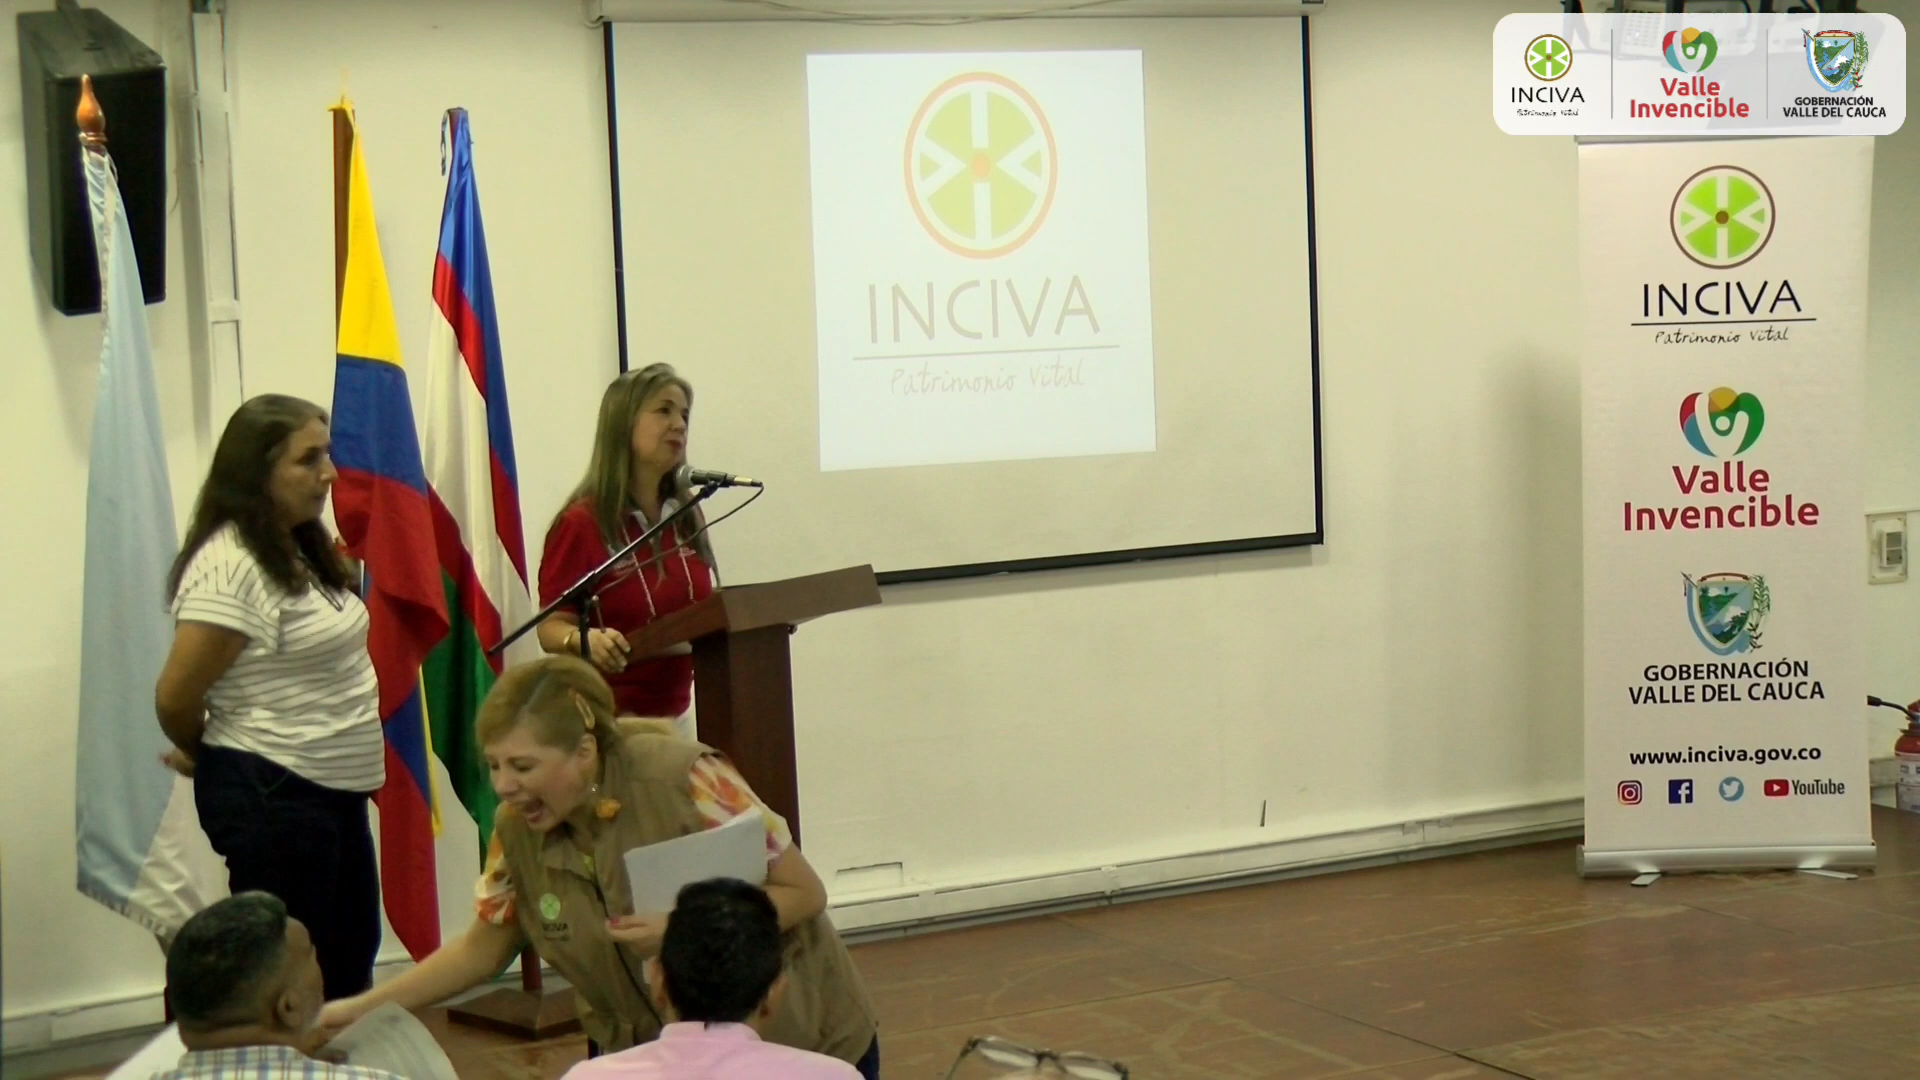 INCIVA
Patrimonio Vital
Valle
Invencible
GOBERNACIÓN
VALLE DEL CAUCA
INCIVA
Patrimonio Vital
INCIVA
Patrimonio Vital
Valle
Invencible
GOBERNACIÓN
VALLE DEL CAUCA
www.inciva.gov.co
YouTube